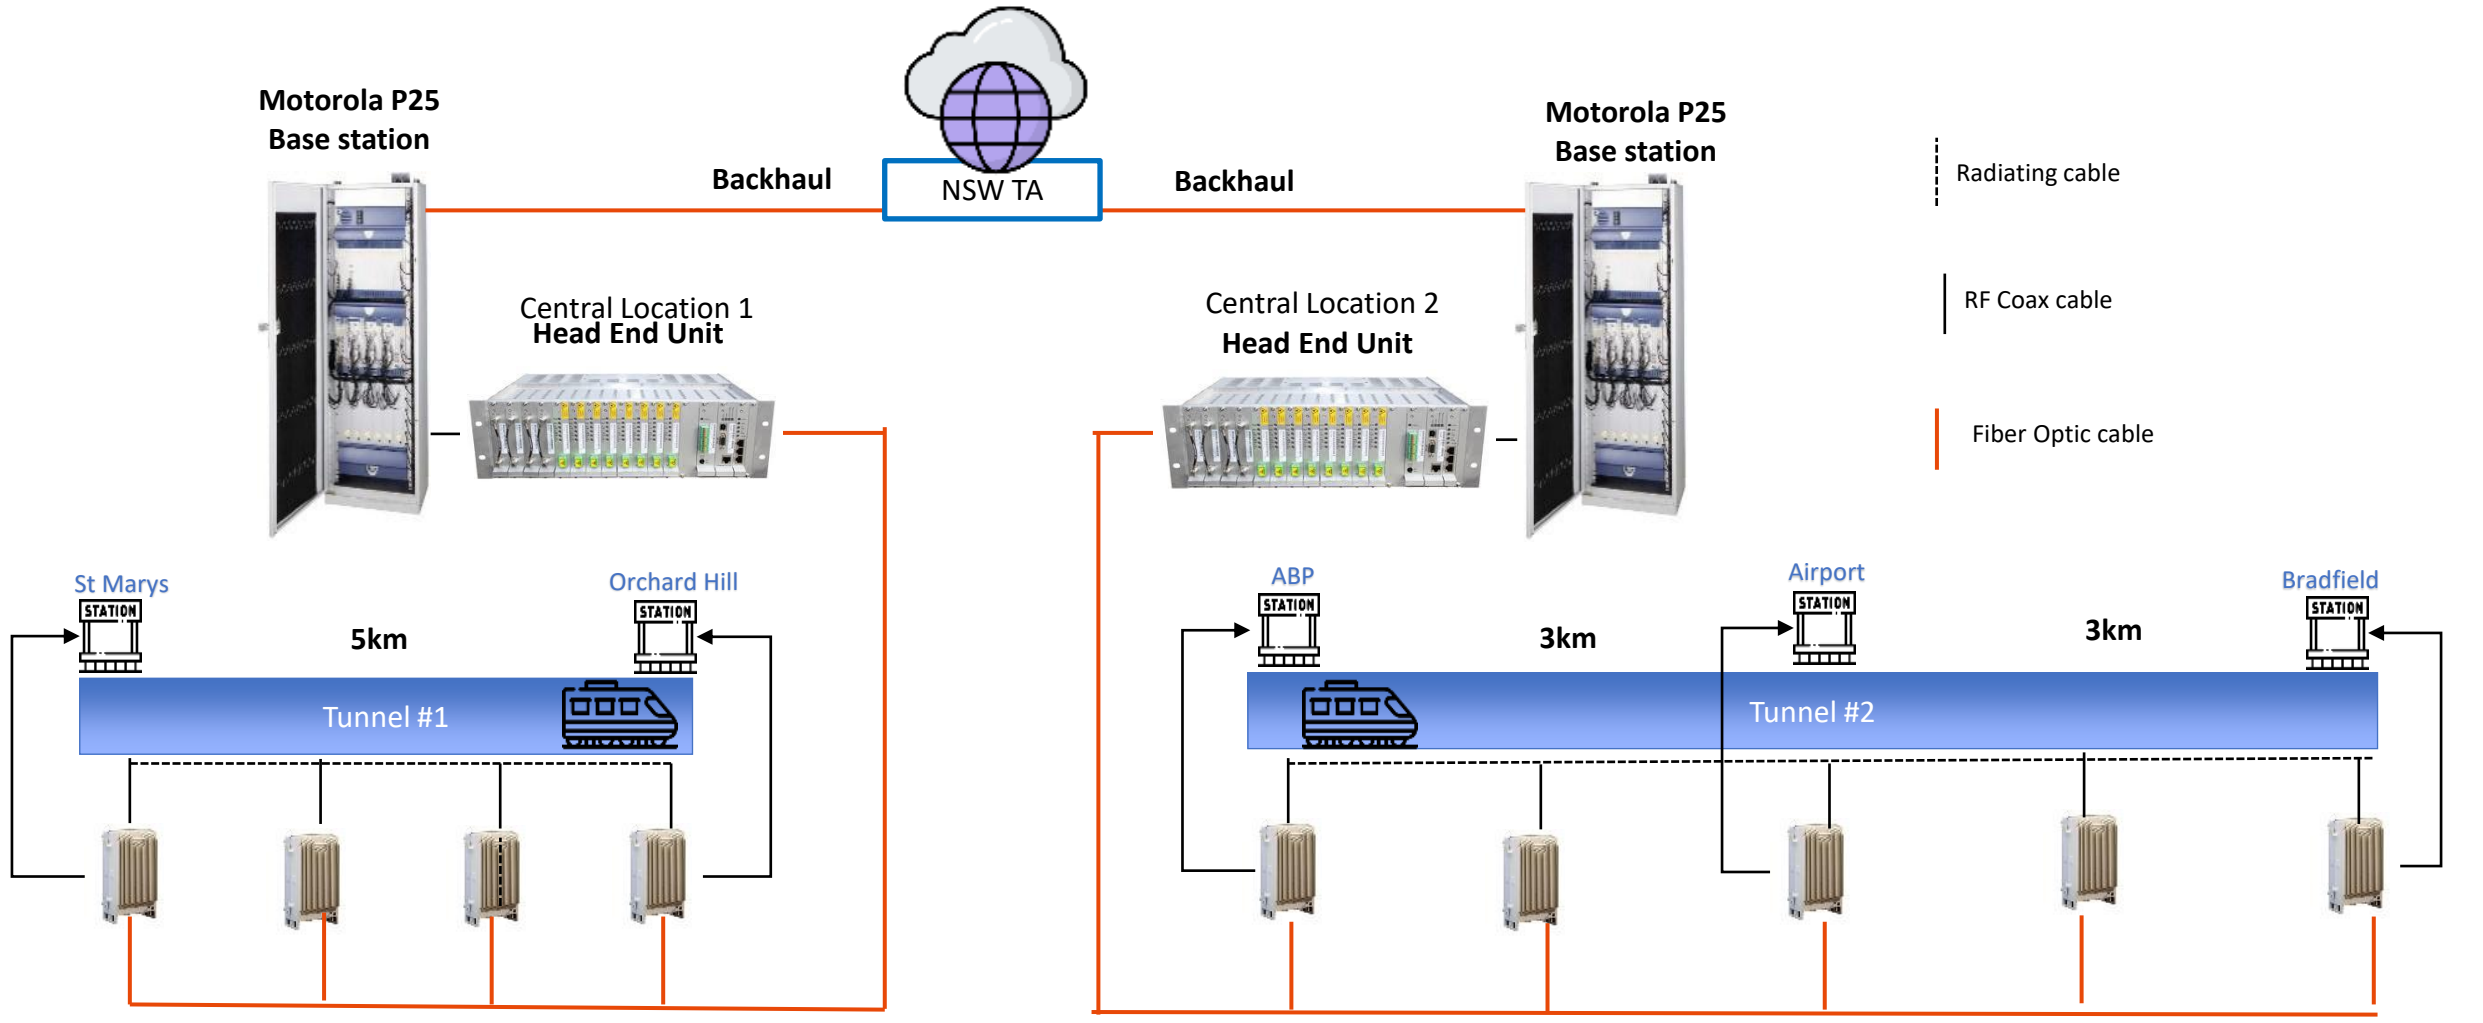 Motorola P25
Base station
Backhaul
NSW TA
Backhaul
Motorola P25
Base station
Radiating cable
RF Coax cable
Fiber Optic cable
Central Location 1
Head End Unit
Central Location 2
Head End Unit
St Marys
STATION
5km
Orchard Hill
STATION
ABP
STATION
3km
Airport
STATION
3km
Bradfield
STATION
Tunnel #1
Tunnel #2